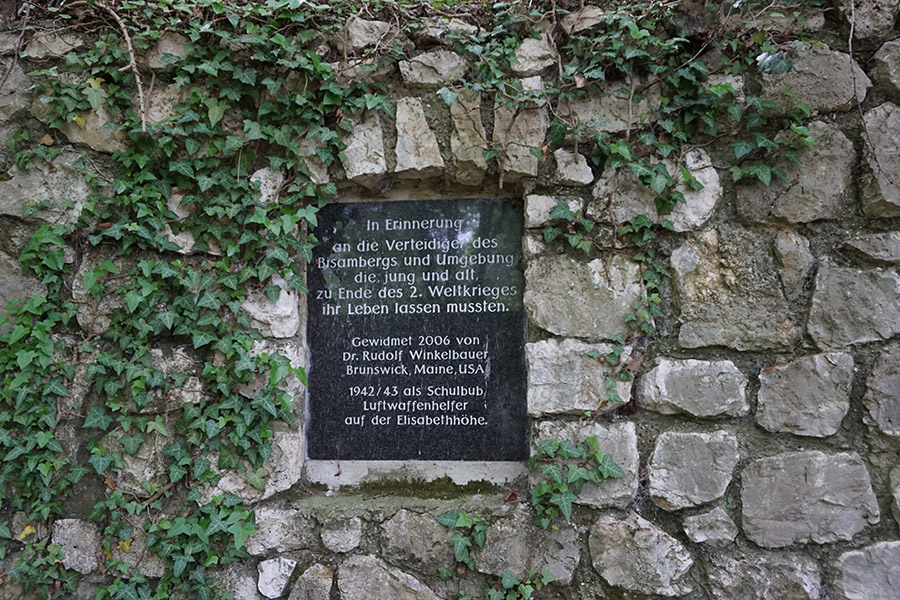 In Erinnerung
an die Verteidiger des
Bisambergs und Umgebung
die, jung und alt,
zu Ende des 2. Weltkrieges
ihr Leben lassen mussten.
Gewidmet 2006 von
Dr. Rudolf Winkelbauer
Brunswick, Maine, USA
1942/43 als Schulbub
Luftwaffenhelfer
auf der Elisabethhöhe.